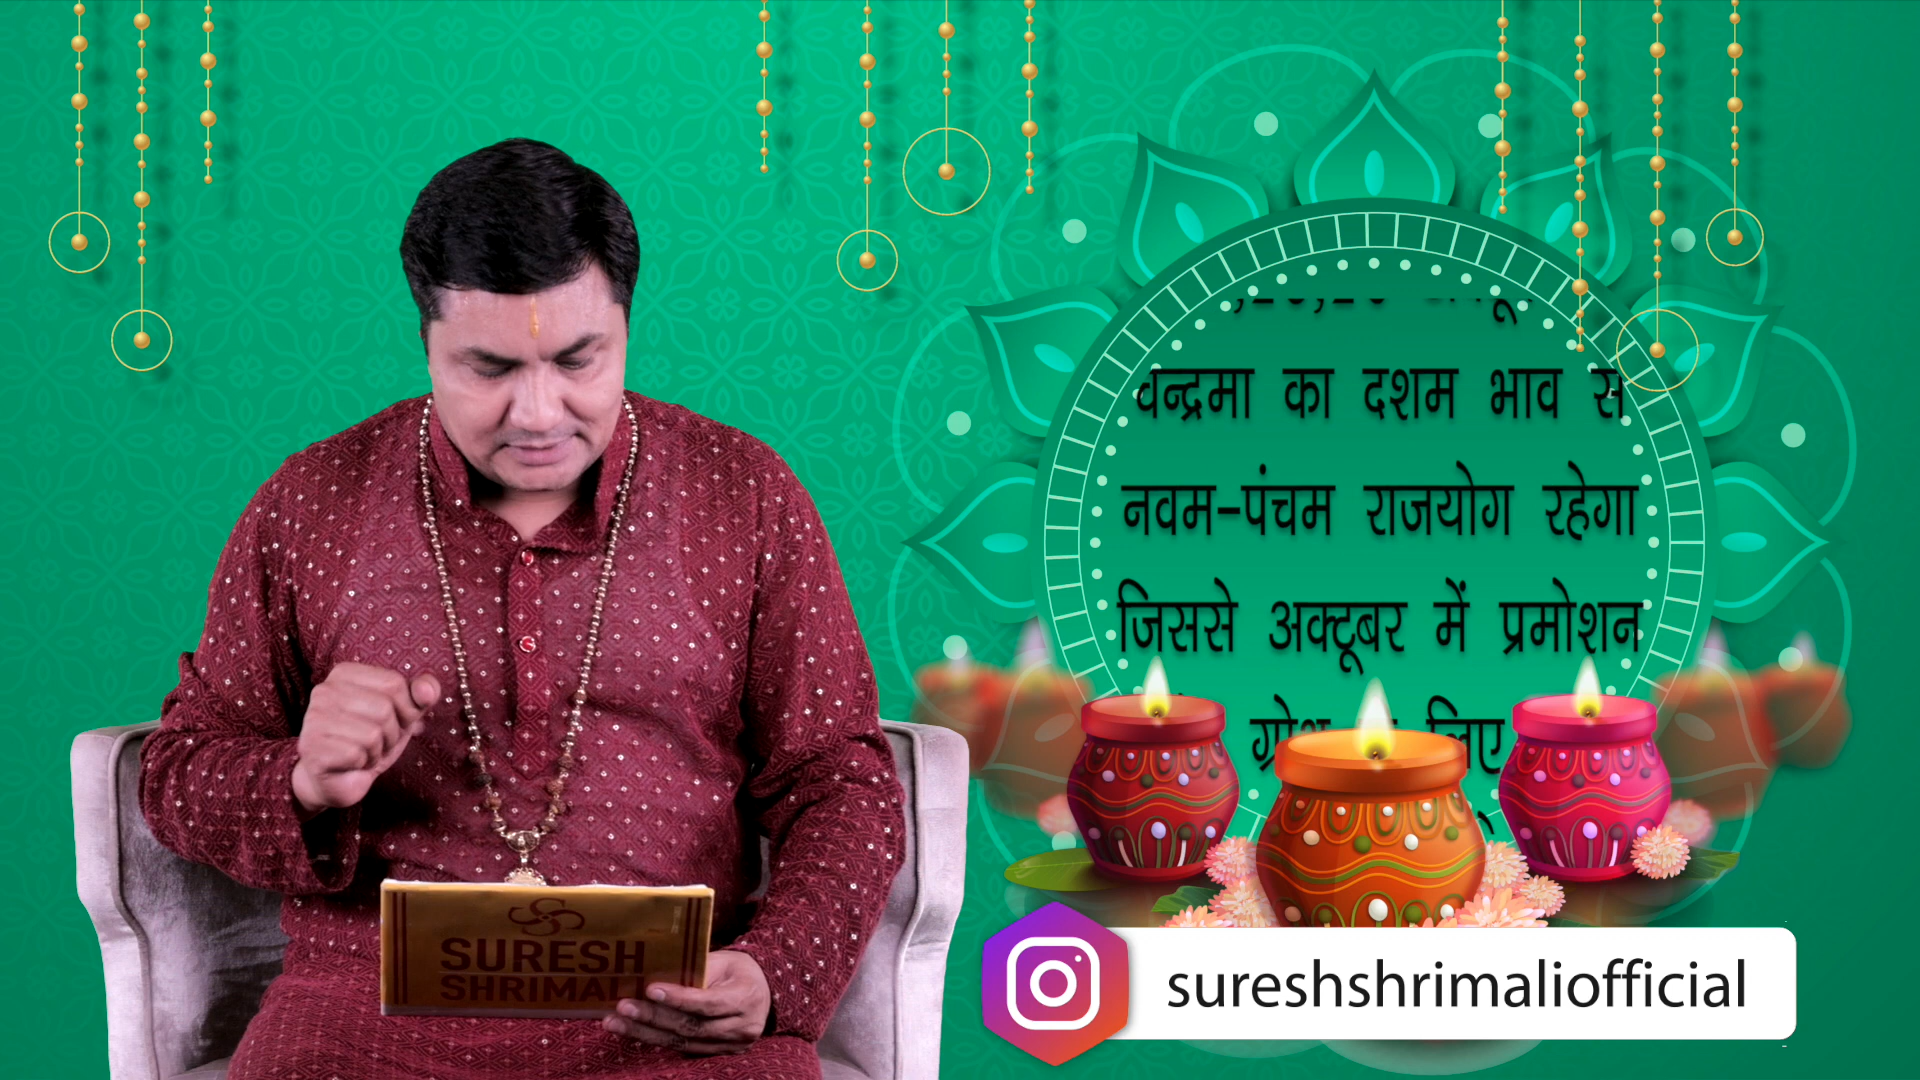 चन्द्रमा का दशम भाव से
नवम-पंचम राजयोग रहेगा
जिससे अक्टूबर में प्रमोशन
लिए
SURESH
SHRIMALI
sureshshrimaliofficial